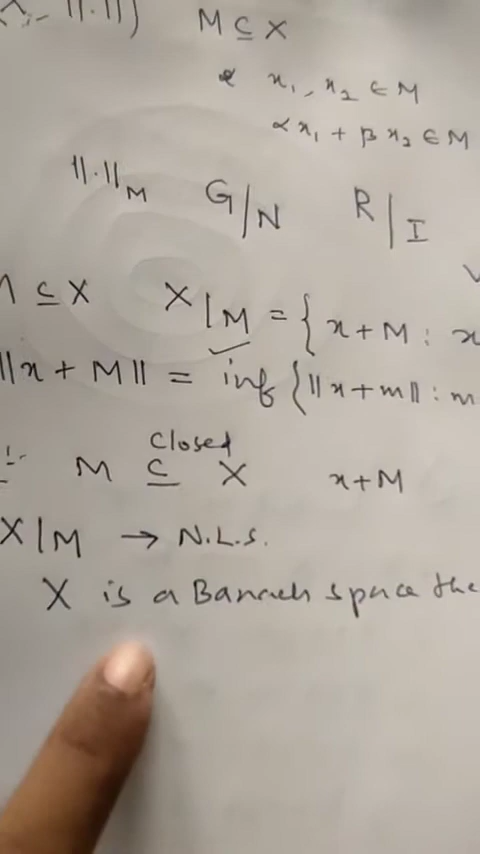 ‖·‖) M ⊆ X
x₁, x₂ ∈ M
αx₁ + βx₂ ∈ M
‖·‖_M G/N R/I
M ⊆ X X/M = { x + M : x
‖x + M‖ = inf {‖x + m‖ : m
closed
M ⊆ X x + M
X/M → N.L.S.
X is a Banach space the